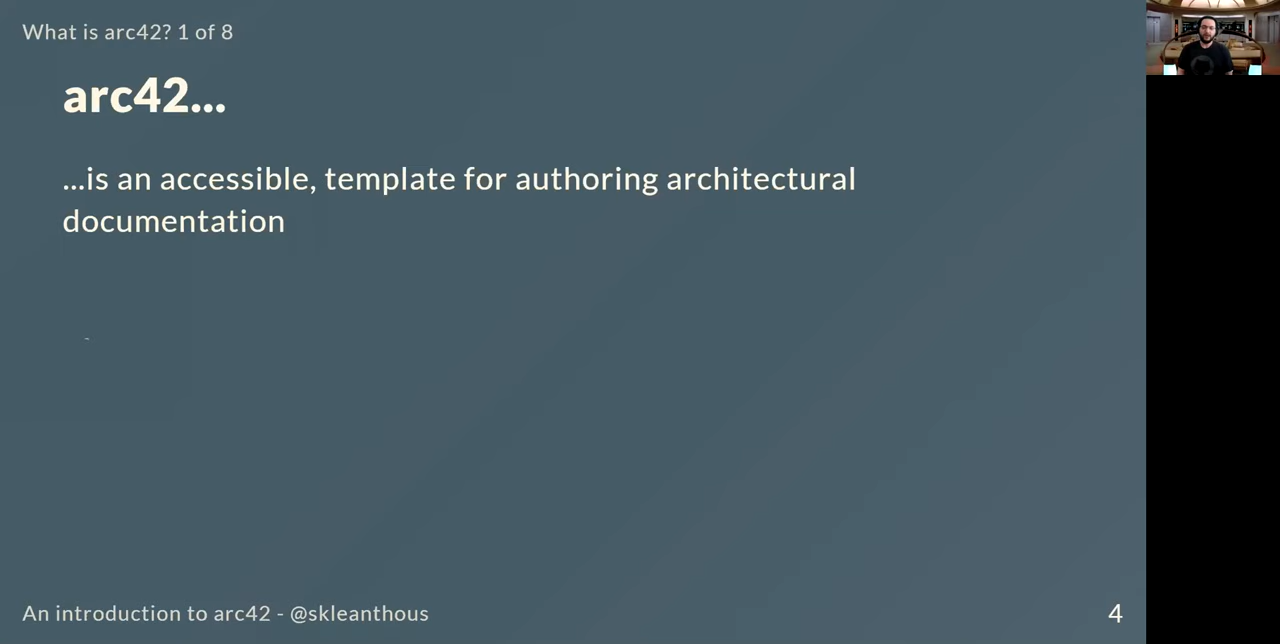 What is arc42? 1 of 8
arc42...
...is an accessible, template for authoring architectural
documentation
An introduction to arc42 - @skleanthous
4